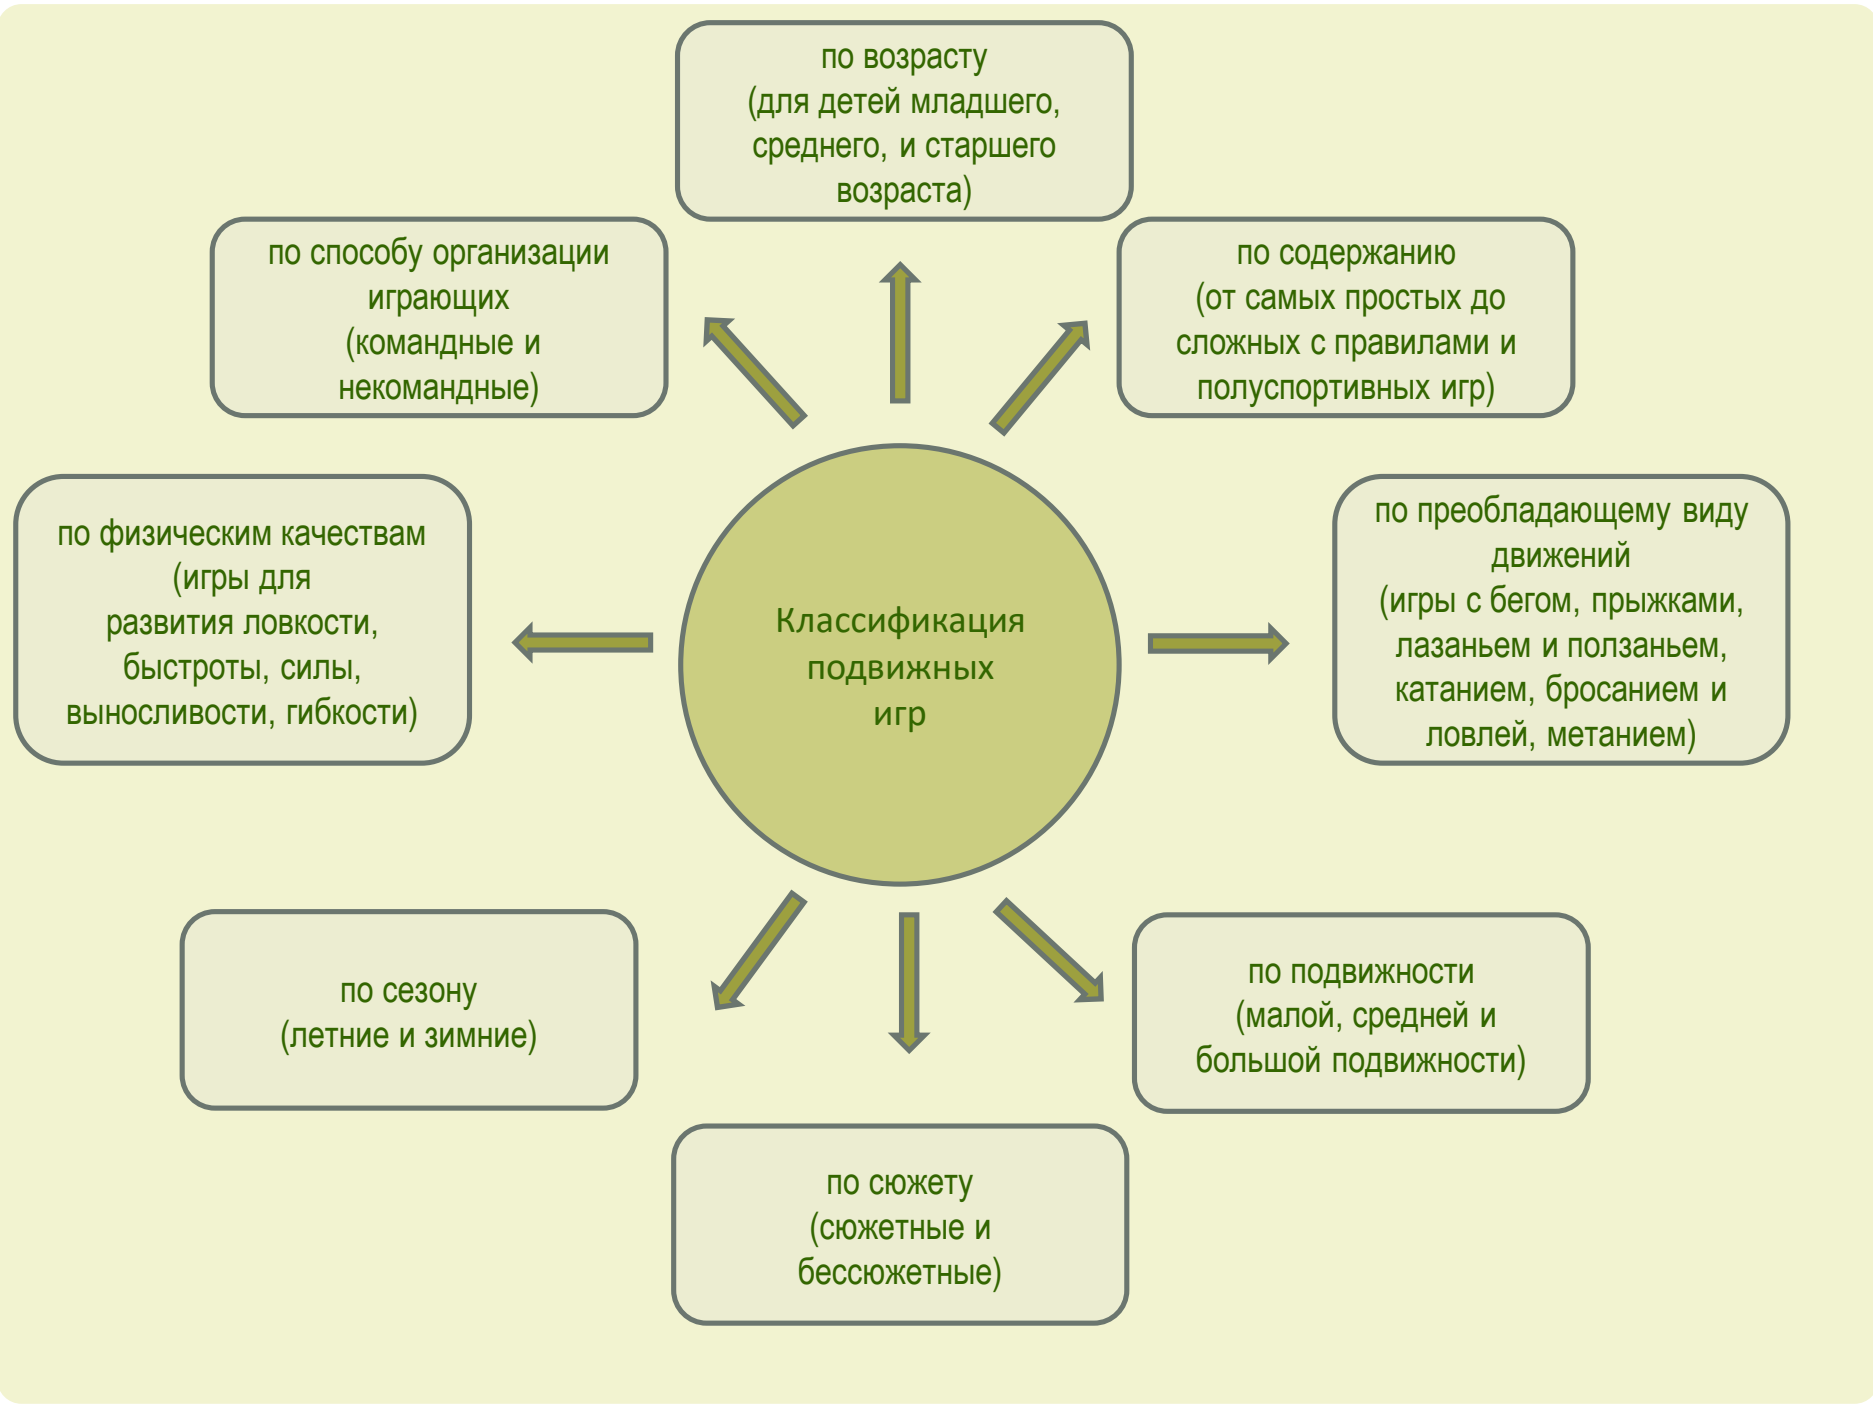 по возрасту
(для детей младшего,
среднего, и старшего
возраста)
по способу организации
играющих
(командные и
некомандные)
по содержанию
(от самых простых до
сложных с правилами и
полуспортивных игр)
по физическим качествам
(игры для
развития ловкости,
быстроты, силы,
выносливости, гибкости)
Классификация
подвижных
игр
по преобладающему виду
движений
(игры с бегом, прыжками,
лазаньем и ползаньем,
катанием, бросанием и
ловлей, метанием)
по сезону
(летние и зимние)
по подвижности
(малой, средней и
большой подвижности)
по сюжету
(сюжетные и
бессюжетные)